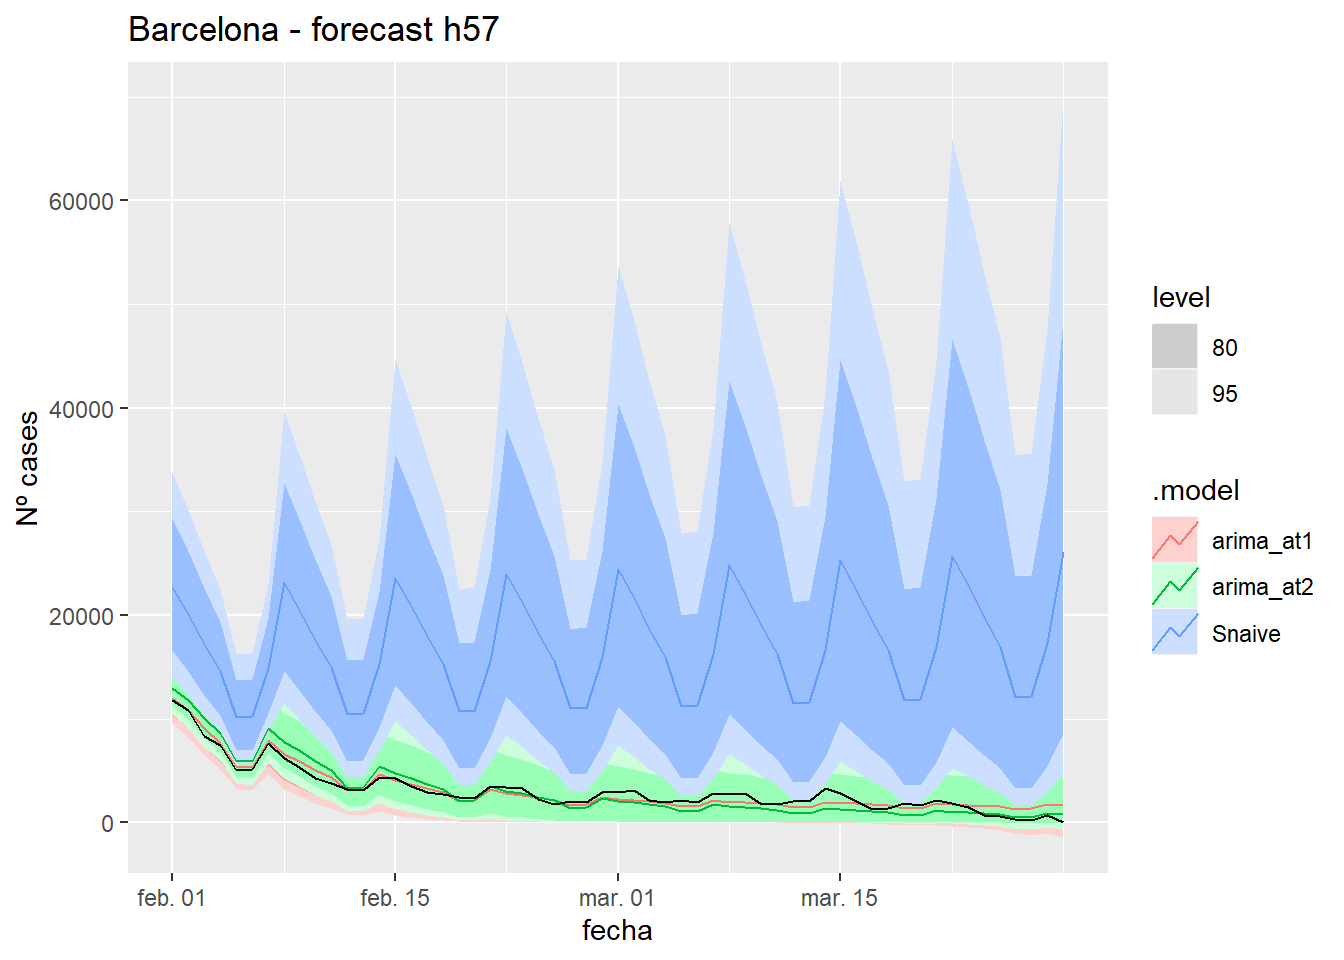 Barcelona - forecast h57
Nº cases
60000
40000
20000
0
feb. 01
feb. 15
mar. 01
mar. 15
fecha
level
80
95
.model
arima_at1
arima_at2
Snaive